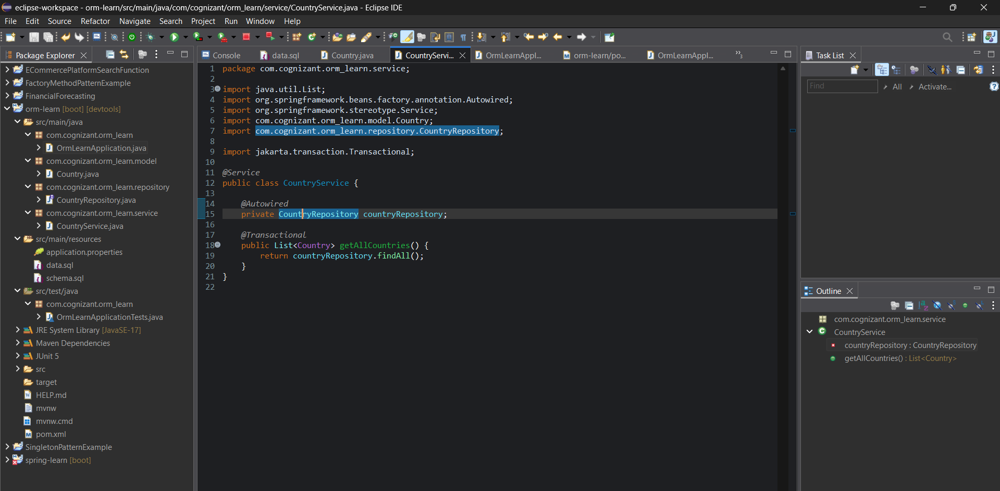 eclipse-workspace - orm-learn/src/main/java/com/cognizant/orm_learn/service/CountryService.java - Eclipse IDE
File Edit Source Refactor Navigate Search Project Run Window Help
Package Explorer
ECommercePlatformSearchFunction
FactoryMethodPatternExample
FinancialForecasting
orm-learn [boot] [devtools]
src/main/java
com.cognizant.orm_learn
OrmLearnApplication.java
com.cognizant.orm_learn.model
Country.java
com.cognizant.orm_learn.repository
CountryRepository.java
com.cognizant.orm_learn.service
CountryService.java
src/main/resources
application.properties
data.sql
schema.sql
src/test/java
com.cognizant.orm_learn
OrmLearnApplicationTests.java
JRE System Library [JavaSE-17]
Maven Dependencies
JUnit 5
src
target
HELP.md
mvnw
mvnw.cmd
pom.xml
SingletonPatternExample
spring-learn [boot]
Console data.sql Country.java CountryServi... OrmLearnAppl... orm-learn/po... OrmLearnAppl... »3
1 package com.cognizant.orm_learn.service;
2
3 import java.util.List;
4 import org.springframework.beans.factory.annotation.Autowired;
5 import org.springframework.stereotype.Service;
6 import com.cognizant.orm_learn.model.Country;
7 import com.cognizant.orm_learn.repository.CountryRepository;
8
9 import jakarta.transaction.Transactional;
10
11 @Service
12 public class CountryService {
13
14 @Autowired
15 private CountryRepository countryRepository;
16
17 @Transactional
18 public List<Country> getAllCountries() {
19 return countryRepository.findAll();
20 }
21 }
22
Task List
Find All Activate...
Outline
com.cognizant.orm_learn.service
CountryService
countryRepository : CountryRepository
getAllCountries() : List<Country>